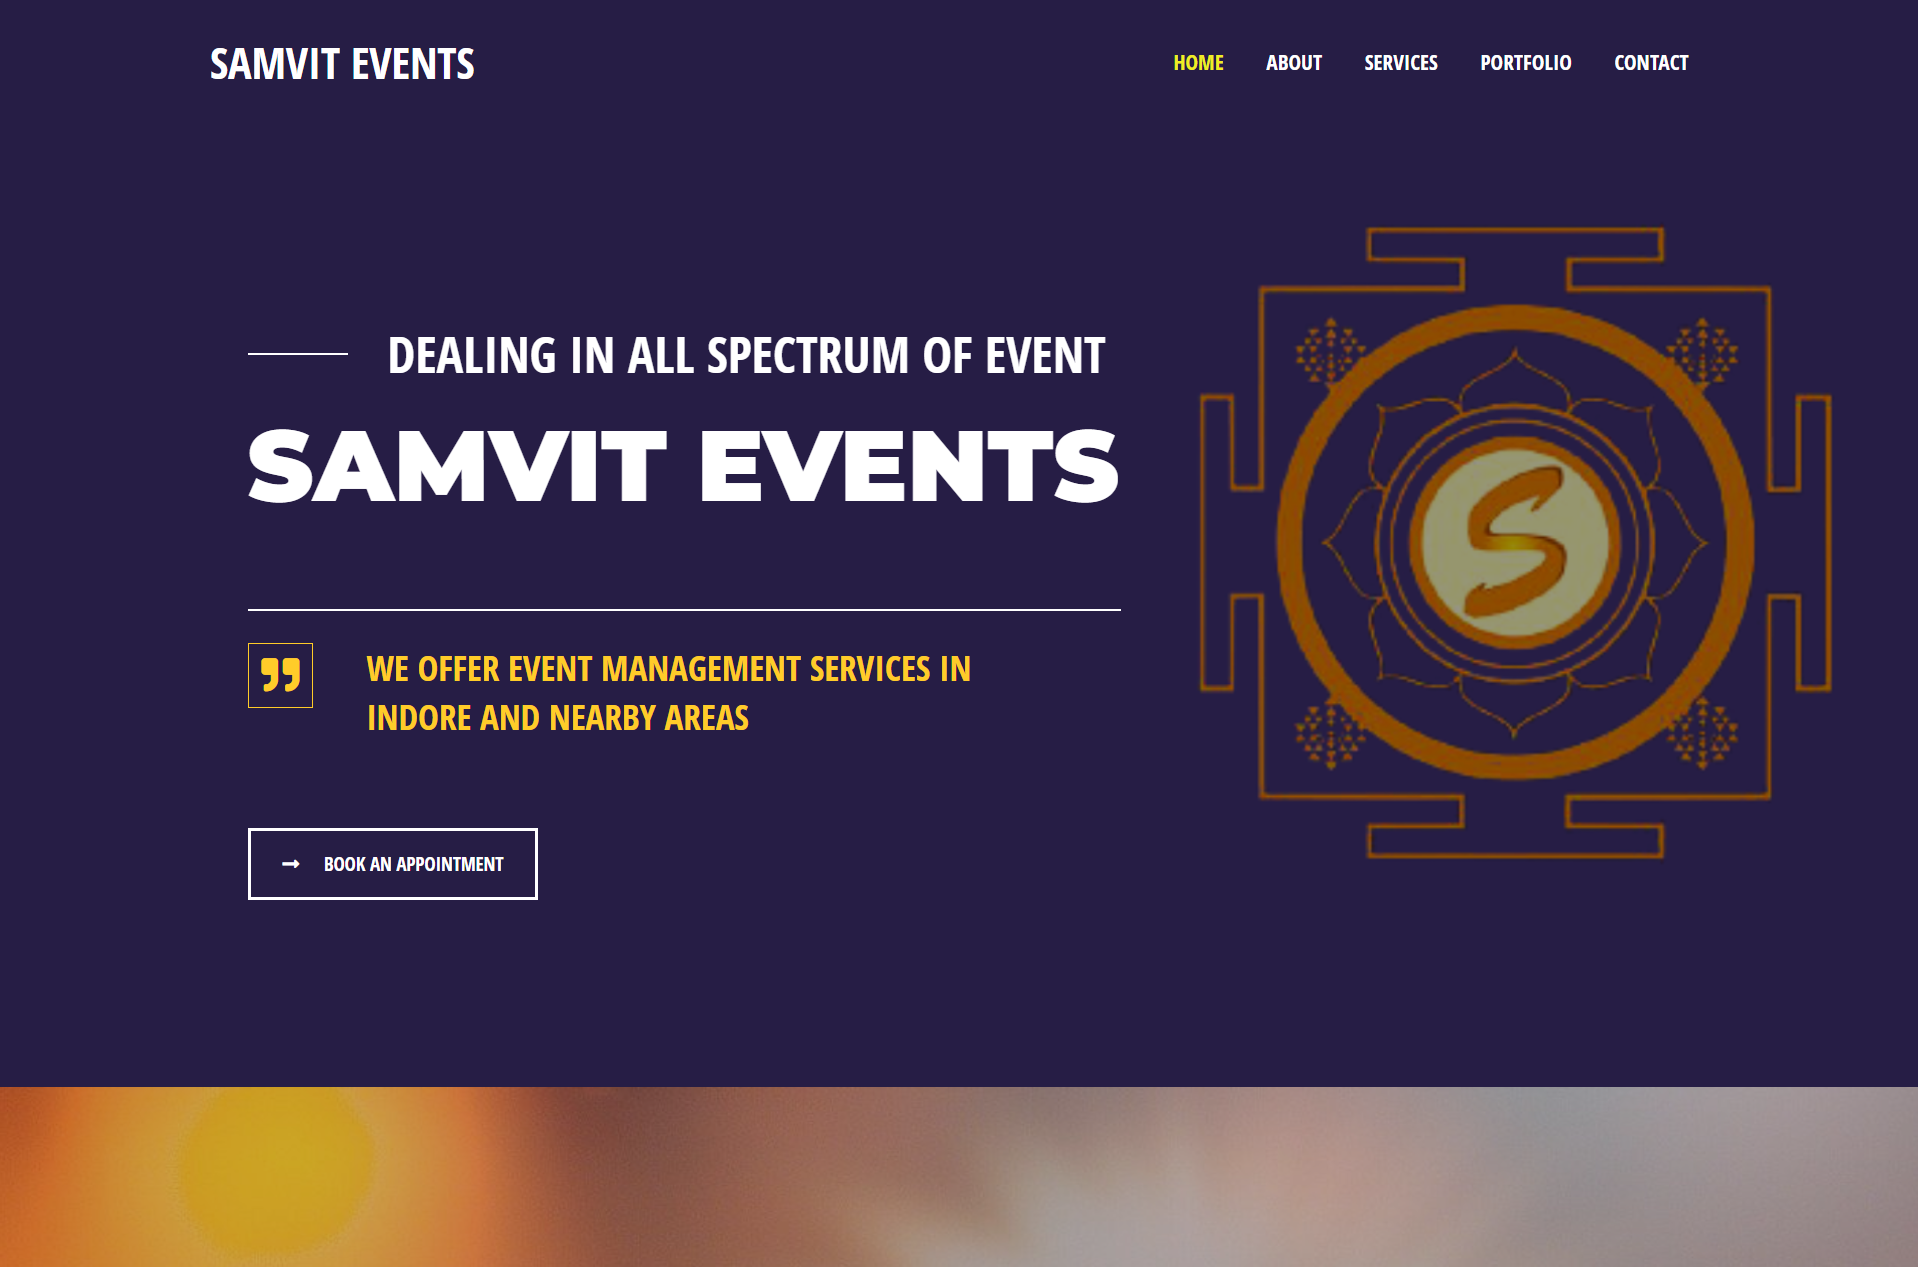 SAMVIT EVENTS
HOME ABOUT SERVICES PORTFOLIO CONTACT
DEALING IN ALL SPECTRUM OF EVENT
SAMVIT EVENTS
S
WE OFFER EVENT MANAGEMENT SERVICES IN
INDORE AND NEARBY AREAS
BOOK AN APPOINTMENT